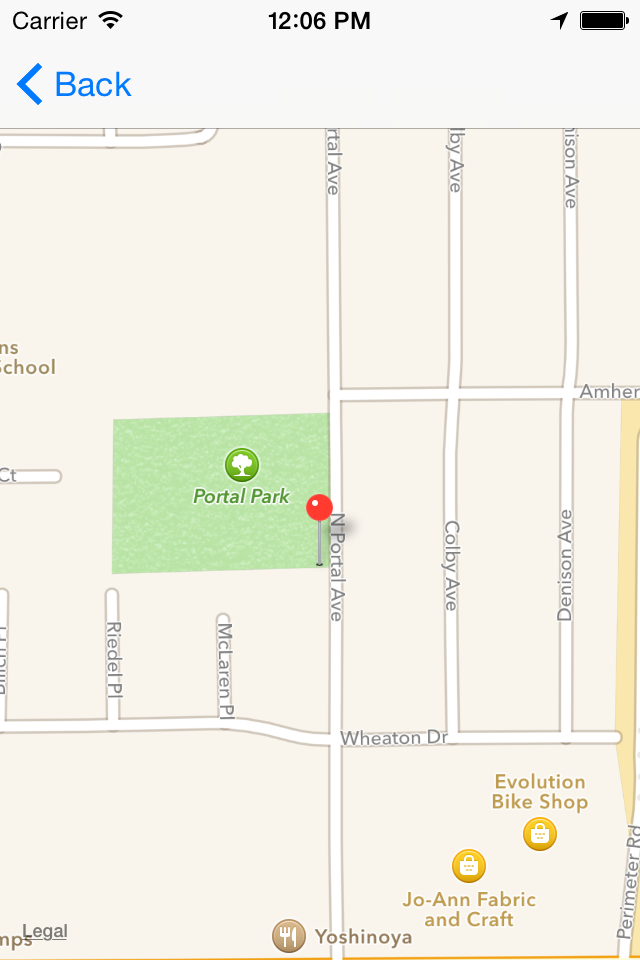 Carrier 12:06 PM
Back
rtal Ave
lby Ave
nison Ave
ns
School
Amher
Ct
Portal Park
N Portal Ave
Colby Ave
Denison Ave
Riedel Pl
McLaren Pl
Wheaton Dr
Evolution
Bike Shop
Jo-Ann Fabric
and Craft
Perimeter Rd
Legal
mps
Yoshinoya